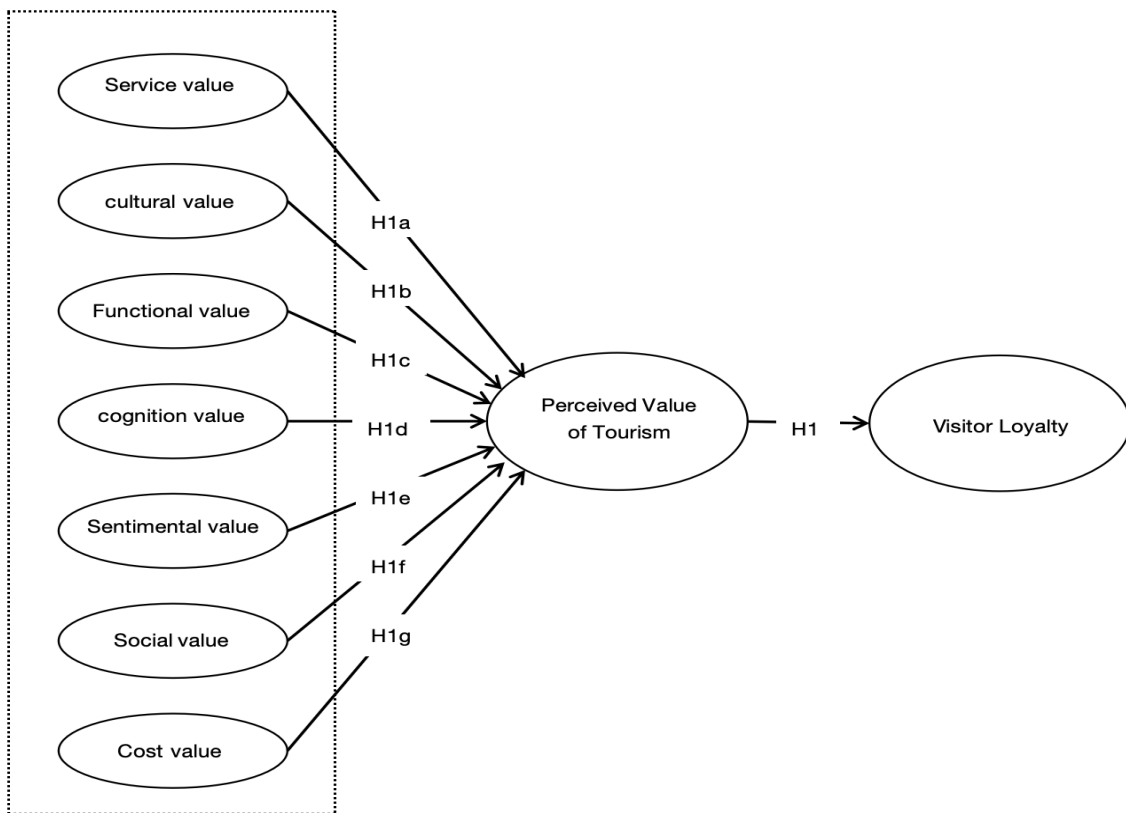 Service value
cultural value
Functional value
cognition value
Sentimental value
Social value
Cost value
H1a
H1b
H1c
H1d
H1e
H1f
H1g
Perceived Value
of Tourism
H1
Visitor Loyalty